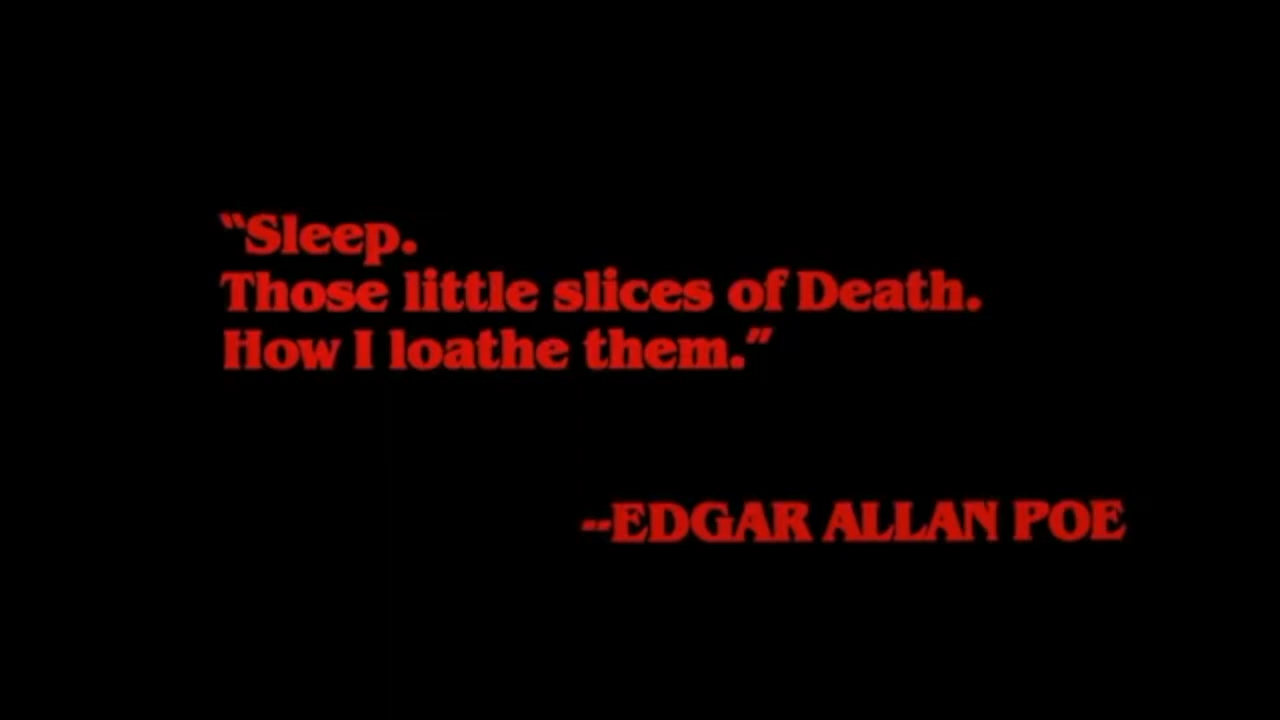 “Sleep.
Those little slices of Death.
How I loathe them.”
--EDGAR ALLAN POE